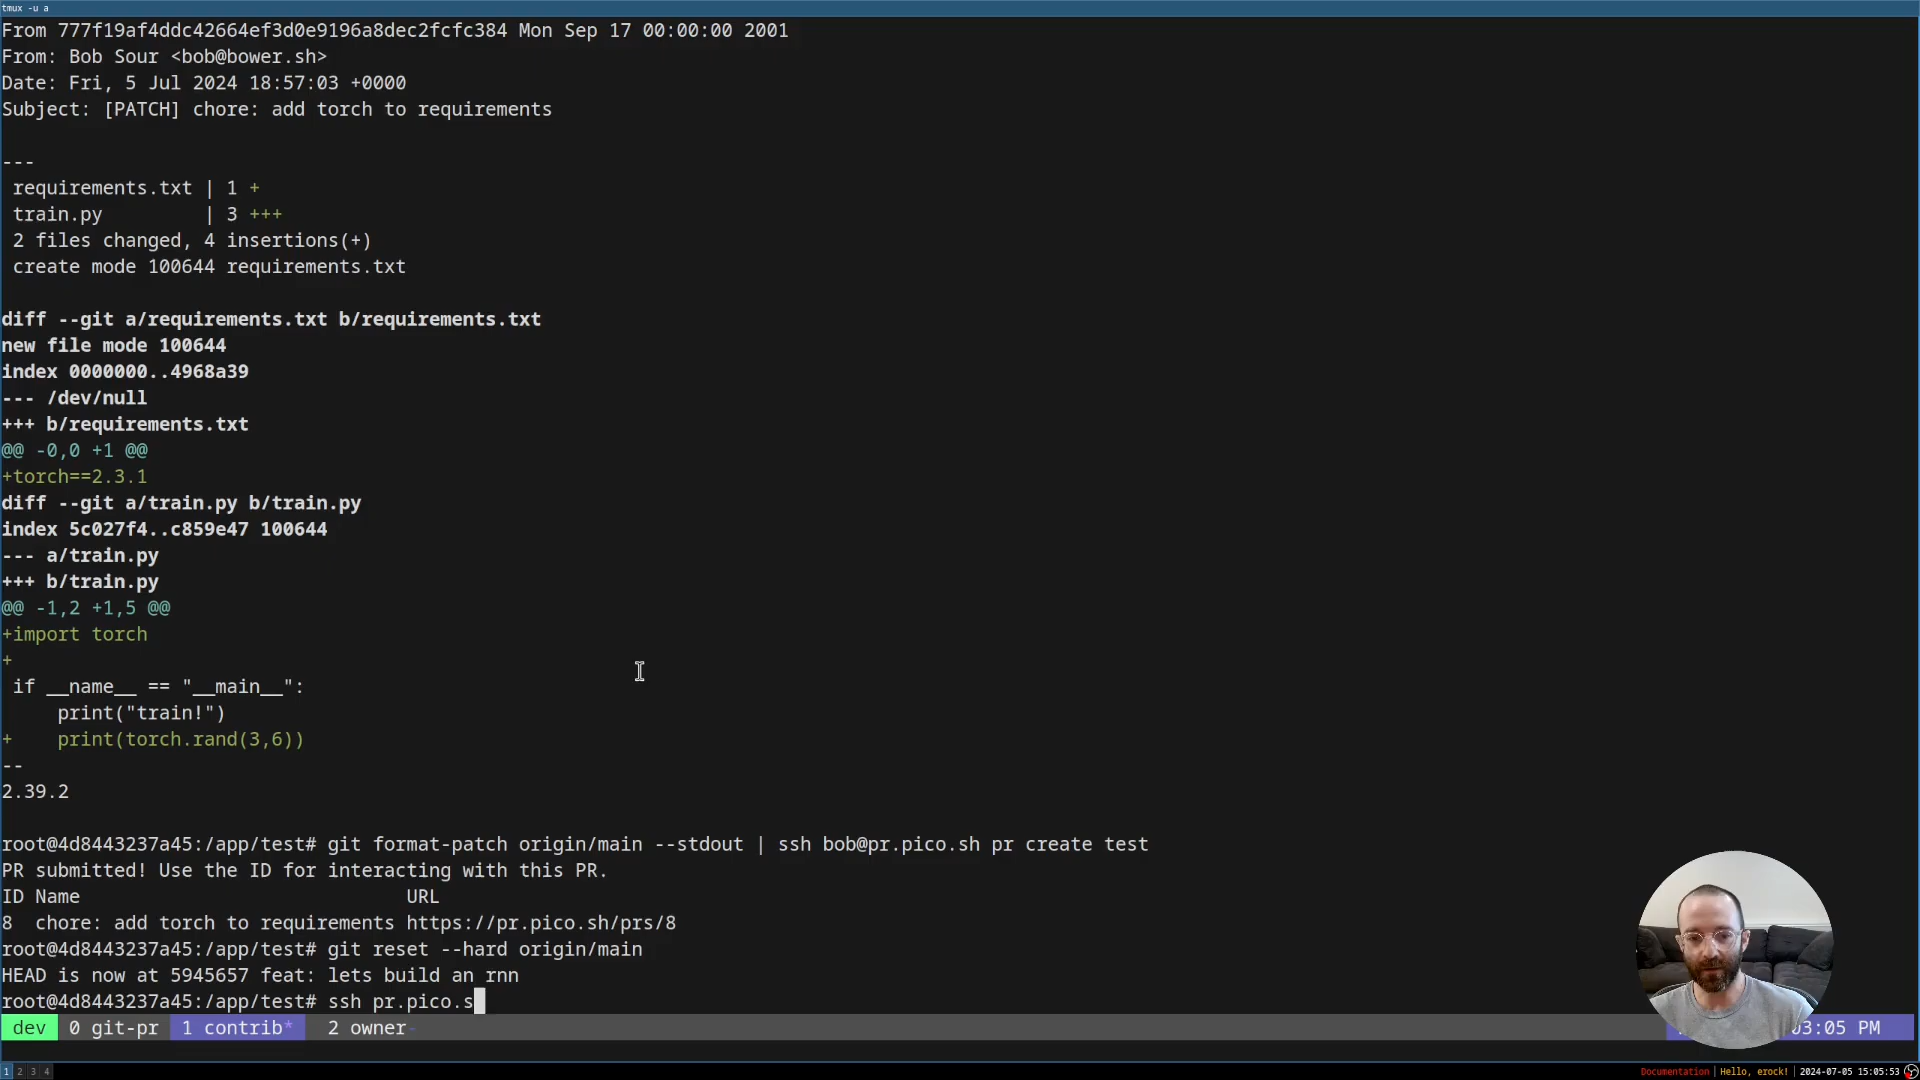 tmux -u a
From 777f19af4ddc42664ef3d0e9196a8dec2fcfc384 Mon Sep 17 00:00:00 2001
From: Bob Sour <bob@bower.sh>
Date: Fri, 5 Jul 2024 18:57:03 +0000
Subject: [PATCH] chore: add torch to requirements
---
requirements.txt | 1 +
train.py         | 3 +++
2 files changed, 4 insertions(+)
create mode 100644 requirements.txt
diff --git a/requirements.txt b/requirements.txt
new file mode 100644
index 0000000..4968a39
--- /dev/null
+++ b/requirements.txt
@@ -0,0 +1 @@
+torch==2.3.1
diff --git a/train.py b/train.py
index 5c027f4..c859e47 100644
--- a/train.py
+++ b/train.py
@@ -1,2 +1,5 @@
+import torch
+
 if __name__ == "__main__":
     print("train!")
+    print(torch.rand(3,6))
--
2.39.2
root@4d8443237a45:/app/test# git format-patch origin/main --stdout | ssh bob@pr.pico.sh pr create test
PR submitted! Use the ID for interacting with this PR.
ID Name                             URL
8  chore: add torch to requirements https://pr.pico.sh/prs/8
root@4d8443237a45:/app/test# git reset --hard origin/main
HEAD is now at 5945657 feat: lets build an rnn
root@4d8443237a45:/app/test# ssh pr.pico.s
dev 0 git-pr 1 contrib* 2 owner- 03:05 PM
1 2 3 4 Documentation | Hello, erock! | 2024-07-05 15:05:53